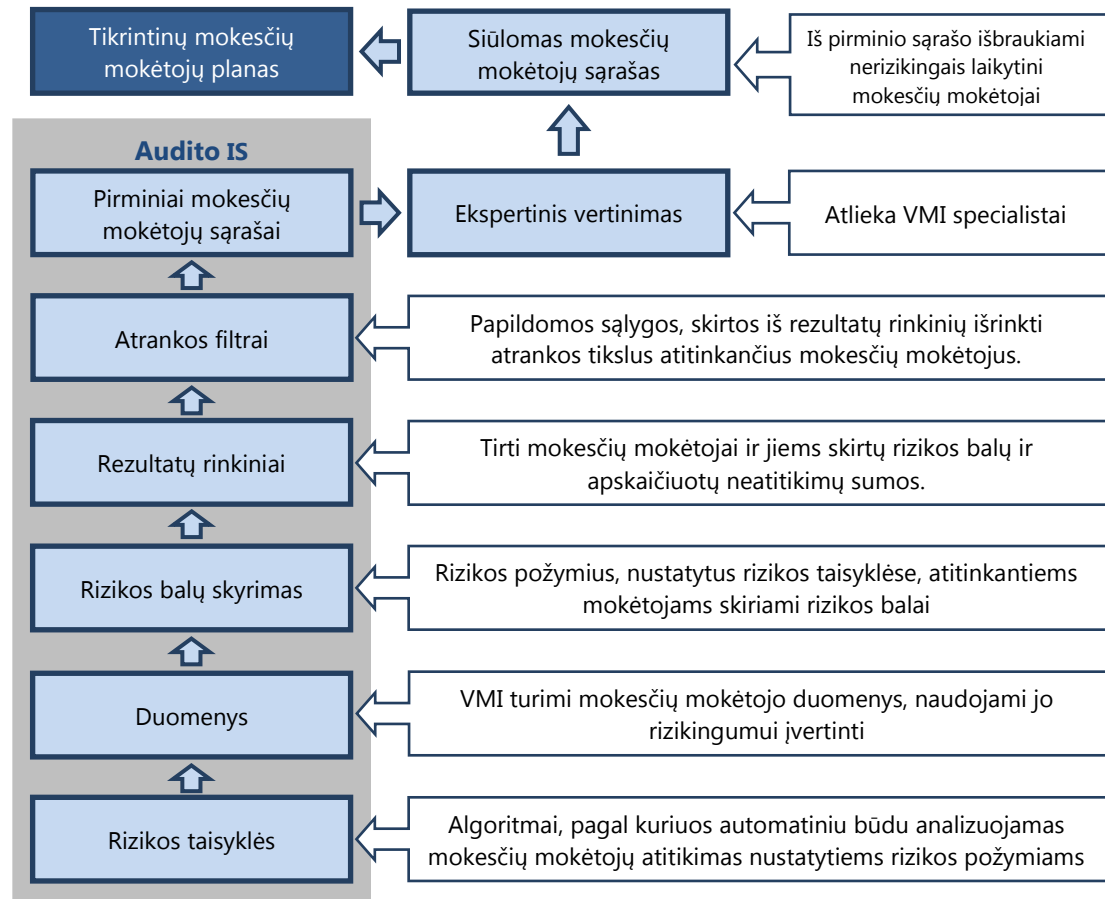 Tikrintinų mokesčių
mokėtojų planas
Siūlomas mokesčių
mokėtojų sąrašas
Iš pirminio sąrašo išbraukiami
nerizikingais laikytini
mokesčių mokėtojai
Audito IS
Pirminiai mokesčių
mokėtojų sąrašai
Ekspertinis vertinimas
Atlieka VMI specialistai
Atrankos filtrai
Papildomos sąlygos, skirtos iš rezultatų rinkinių išrinkti
atrankos tikslus atitinkančius mokesčių mokėtojus.
Rezultatų rinkiniai
Tirti mokesčių mokėtojai ir jiems skirtų rizikos balų ir
apskaičiuotų neatitikimų sumos.
Rizikos balų skyrimas
Rizikos požymius, nustatytus rizikos taisyklėse, atitinkantiems
mokėtojams skiriami rizikos balai
Duomenys
VMI turimi mokesčių mokėtojo duomenys, naudojami jo
rizikingumui įvertinti
Rizikos taisyklės
Algoritmai, pagal kuriuos automatiniu būdu analizuojamas
mokesčių mokėtojų atitikimas nustatytiems rizikos požymiams